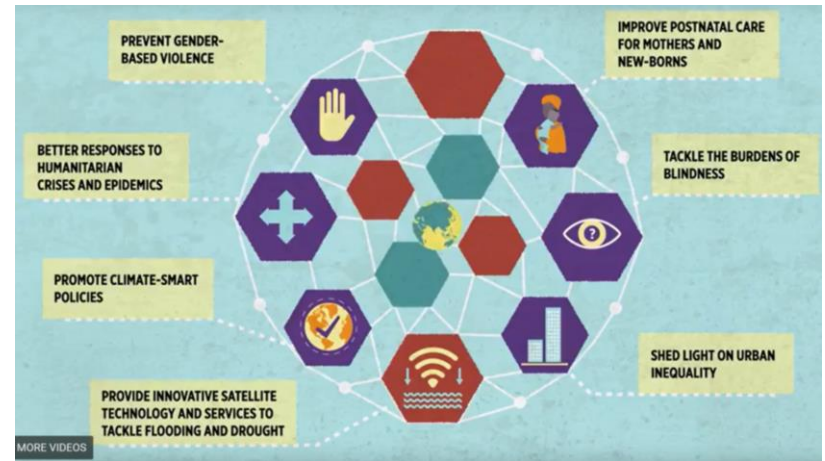 PREVENT GENDER-
BASED VIOLENCE
IMPROVE POSTNATAL CARE
FOR MOTHERS AND
NEW-BORNS
BETTER RESPONSES TO
HUMANITARIAN
CRISES AND EPIDEMICS
TACKLE THE BURDENS OF
BLINDNESS
?
PROMOTE CLIMATE-SMART
POLICIES
SHED LIGHT ON URBAN
INEQUALITY
PROVIDE INNOVATIVE SATELLITE
TECHNOLOGY AND SERVICES TO
TACKLE FLOODING AND DROUGHT
MORE VIDEOS